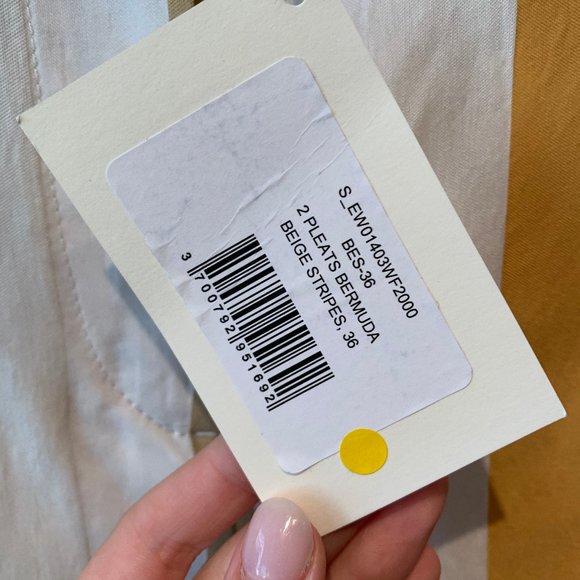 S_EW01403WF2000
BES-36
2 PLEATS BERMUDA
BEIGE STRIPES, 36
3 700792 951692